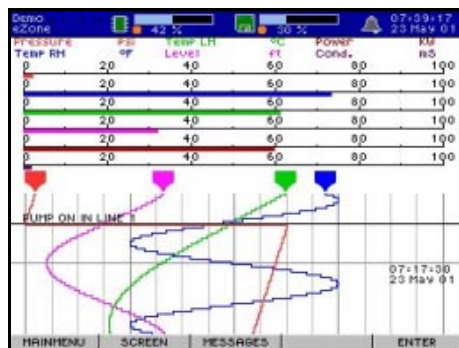 Demo 07:39:17
eZone 42 % 50 % 23 May 01
Pressure PSI Temp LH °C Power KW
Temp RH °F Level ft Cond. mS
0 20 40 60 80 100
0 20 40 60 80 100
0 20 40 60 80 100
0 20 40 60 80 100
0 20 40 60 80 100
0 20 40 60 80 100
PUMP ON IN LINE 1
07:17:30
23 May 01
MAINMENU SCREEN MESSAGES ENTER